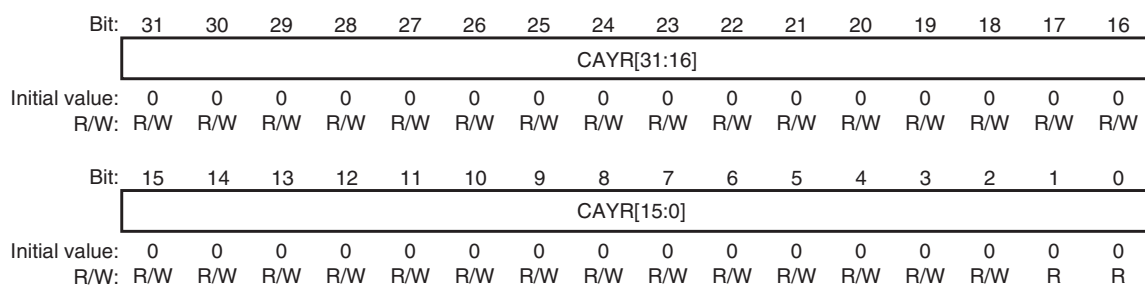 Bit: 31 30 29 28 27 26 25 24 23 22 21 20 19 18 17 16
CAYR[31:16]
Initial value: 0 0 0 0 0 0 0 0 0 0 0 0 0 0 0 0
R/W: R/W R/W R/W R/W R/W R/W R/W R/W R/W R/W R/W R/W R/W R/W R/W R/W
Bit: 15 14 13 12 11 10 9 8 7 6 5 4 3 2 1 0
CAYR[15:0]
Initial value: 0 0 0 0 0 0 0 0 0 0 0 0 0 0 0 0
R/W: R/W R/W R/W R/W R/W R/W R/W R/W R/W R/W R/W R/W R/W R/W R R